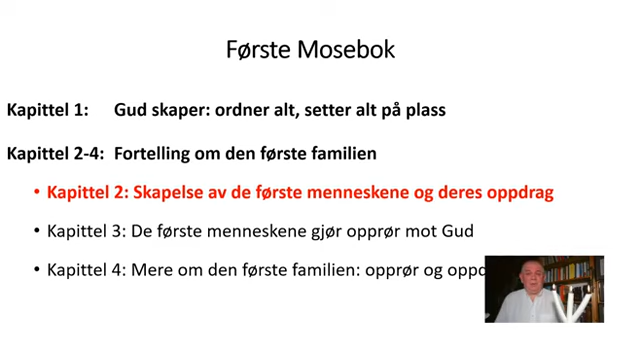 Første Mosebok
Kapittel 1: Gud skaper: ordner alt, setter alt på plass
Kapittel 2-4: Fortelling om den første familien
• Kapittel 2: Skapelse av de første menneskene og deres oppdrag
• Kapittel 3: De første menneskene gjør opprør mot Gud
• Kapittel 4: Mere om den første familien: opprør og